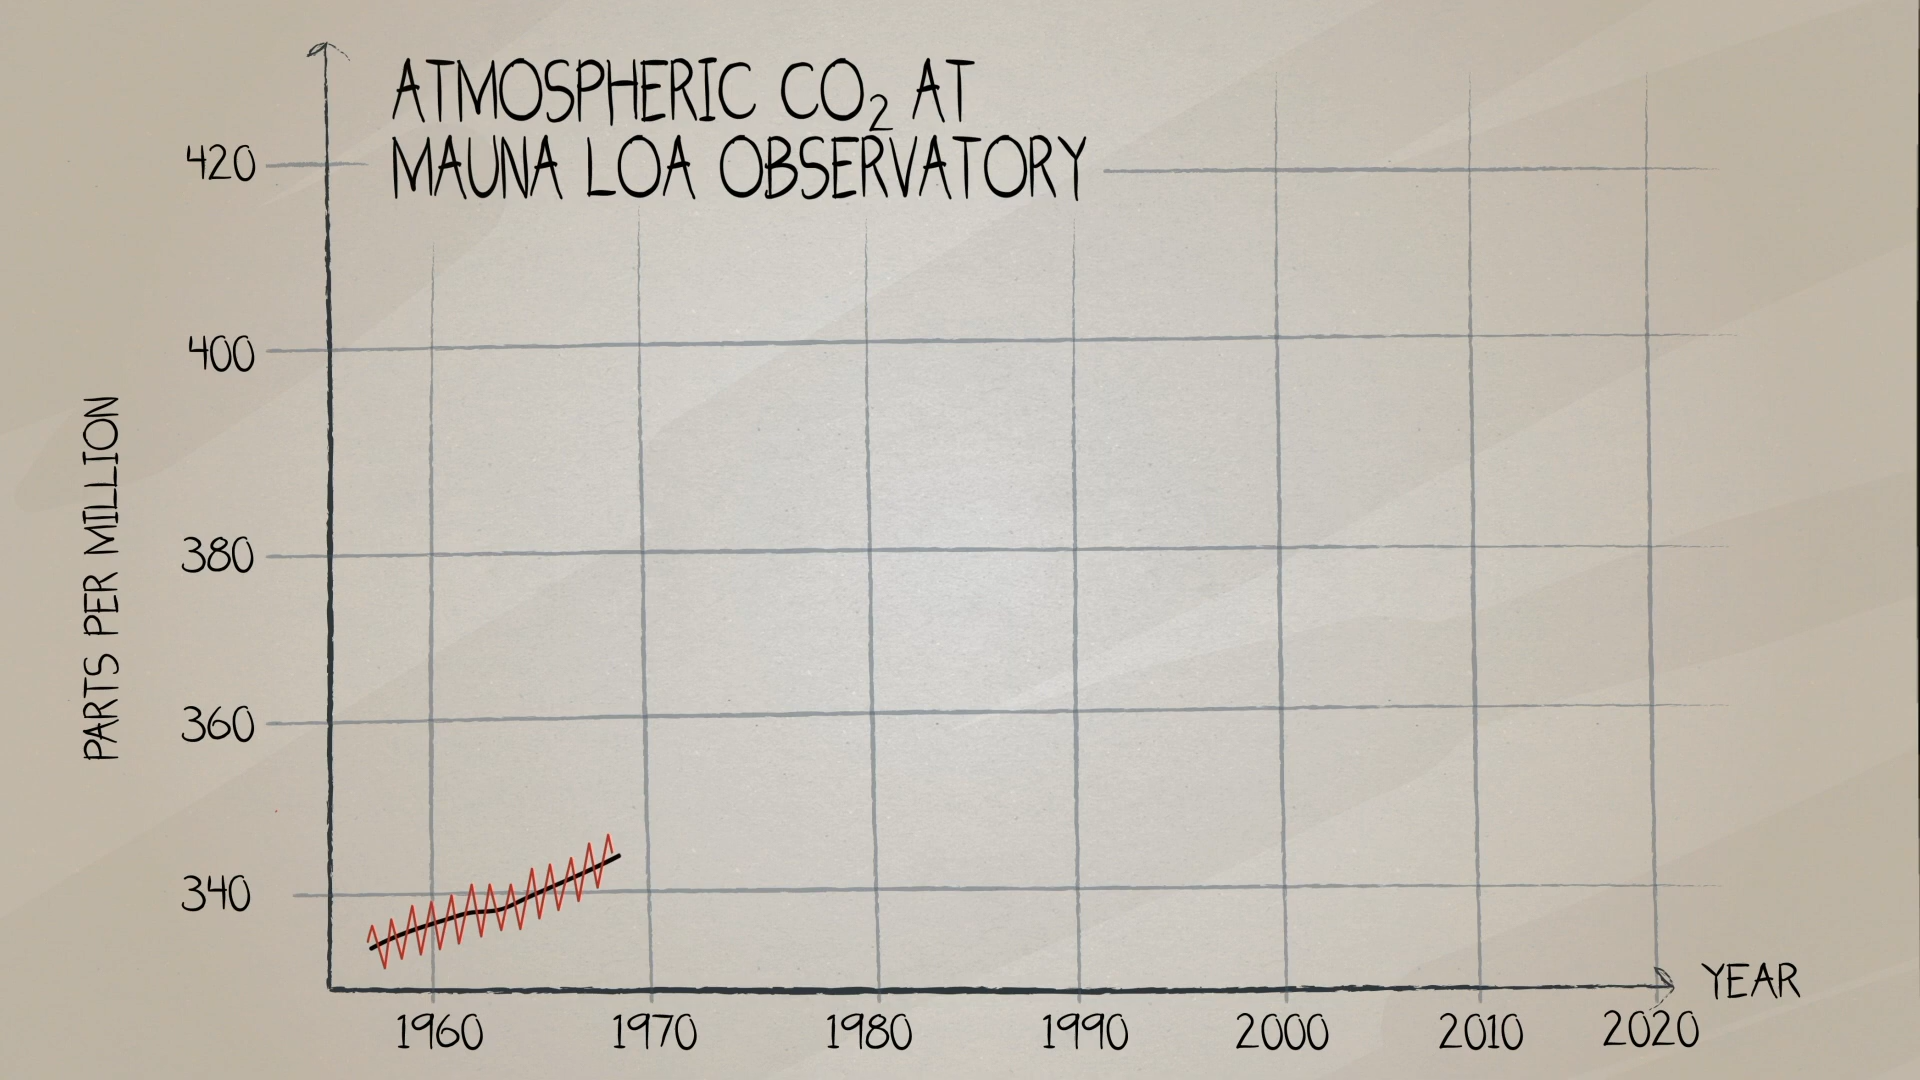 ATMOSPHERIC CO₂ AT
MAUNA LOA OBSERVATORY
420
400
380
360
340
PARTS PER MILLION
1960 1970 1980 1990 2000 2010 2020
YEAR